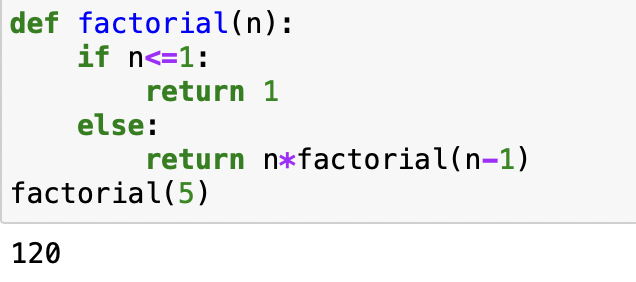 def factorial(n):
    if n<=1:
        return 1
    else:
        return n*factorial(n-1)
factorial(5)
120